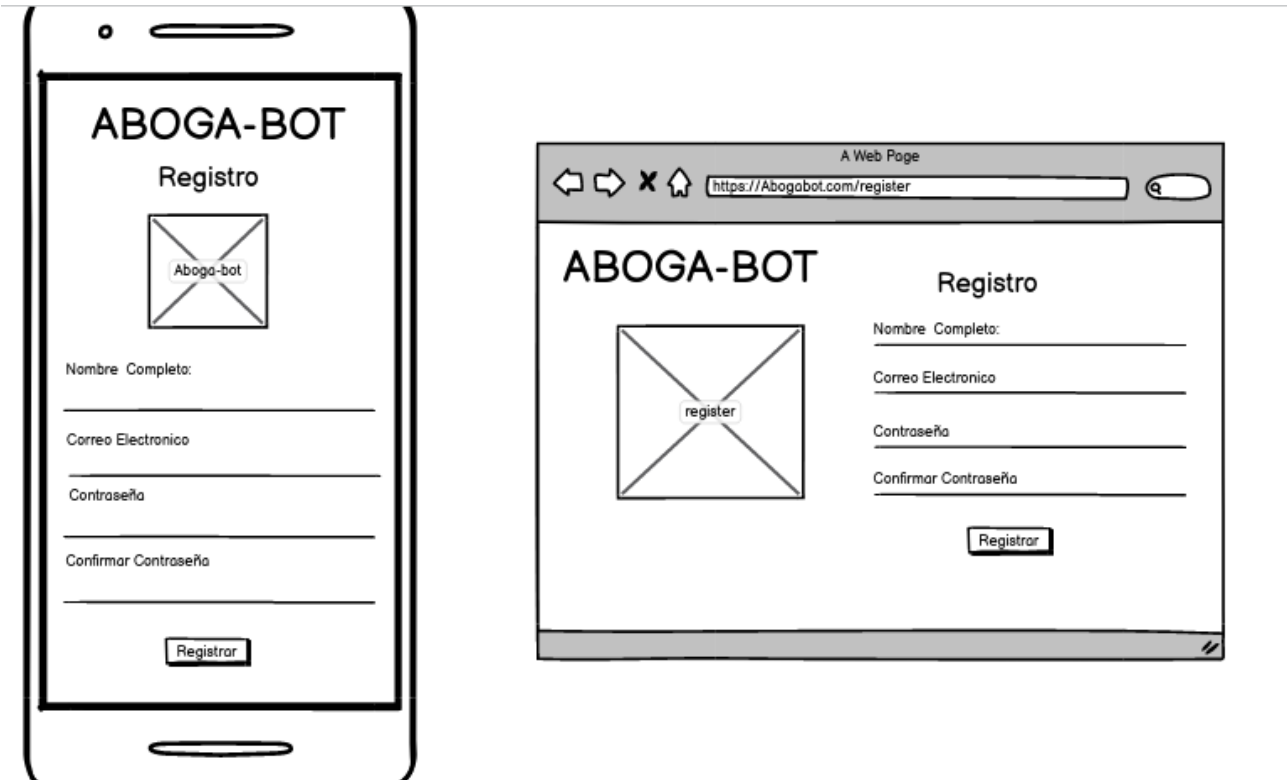 ABOGA-BOT
Registro
Aboga-bot
Nombre Completo:
Correo Electronico
Contraseña
Confirmar Contraseña
Registrar
A Web Page
https://Abogabot.com/register
ABOGA-BOT
register
Registro
Nombre Completo:
Correo Electronico
Contraseña
Confirmar Contraseña
Registrar